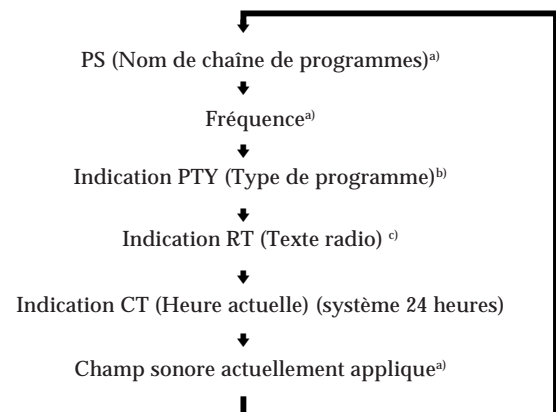 PS (Nom de chaîne de programmes)a)
Fréquencea)
Indication PTY (Type de programme)b)
Indication RT (Texte radio) c)
Indication CT (Heure actuelle) (système 24 heures)
Champ sonore actuellement appliquea)